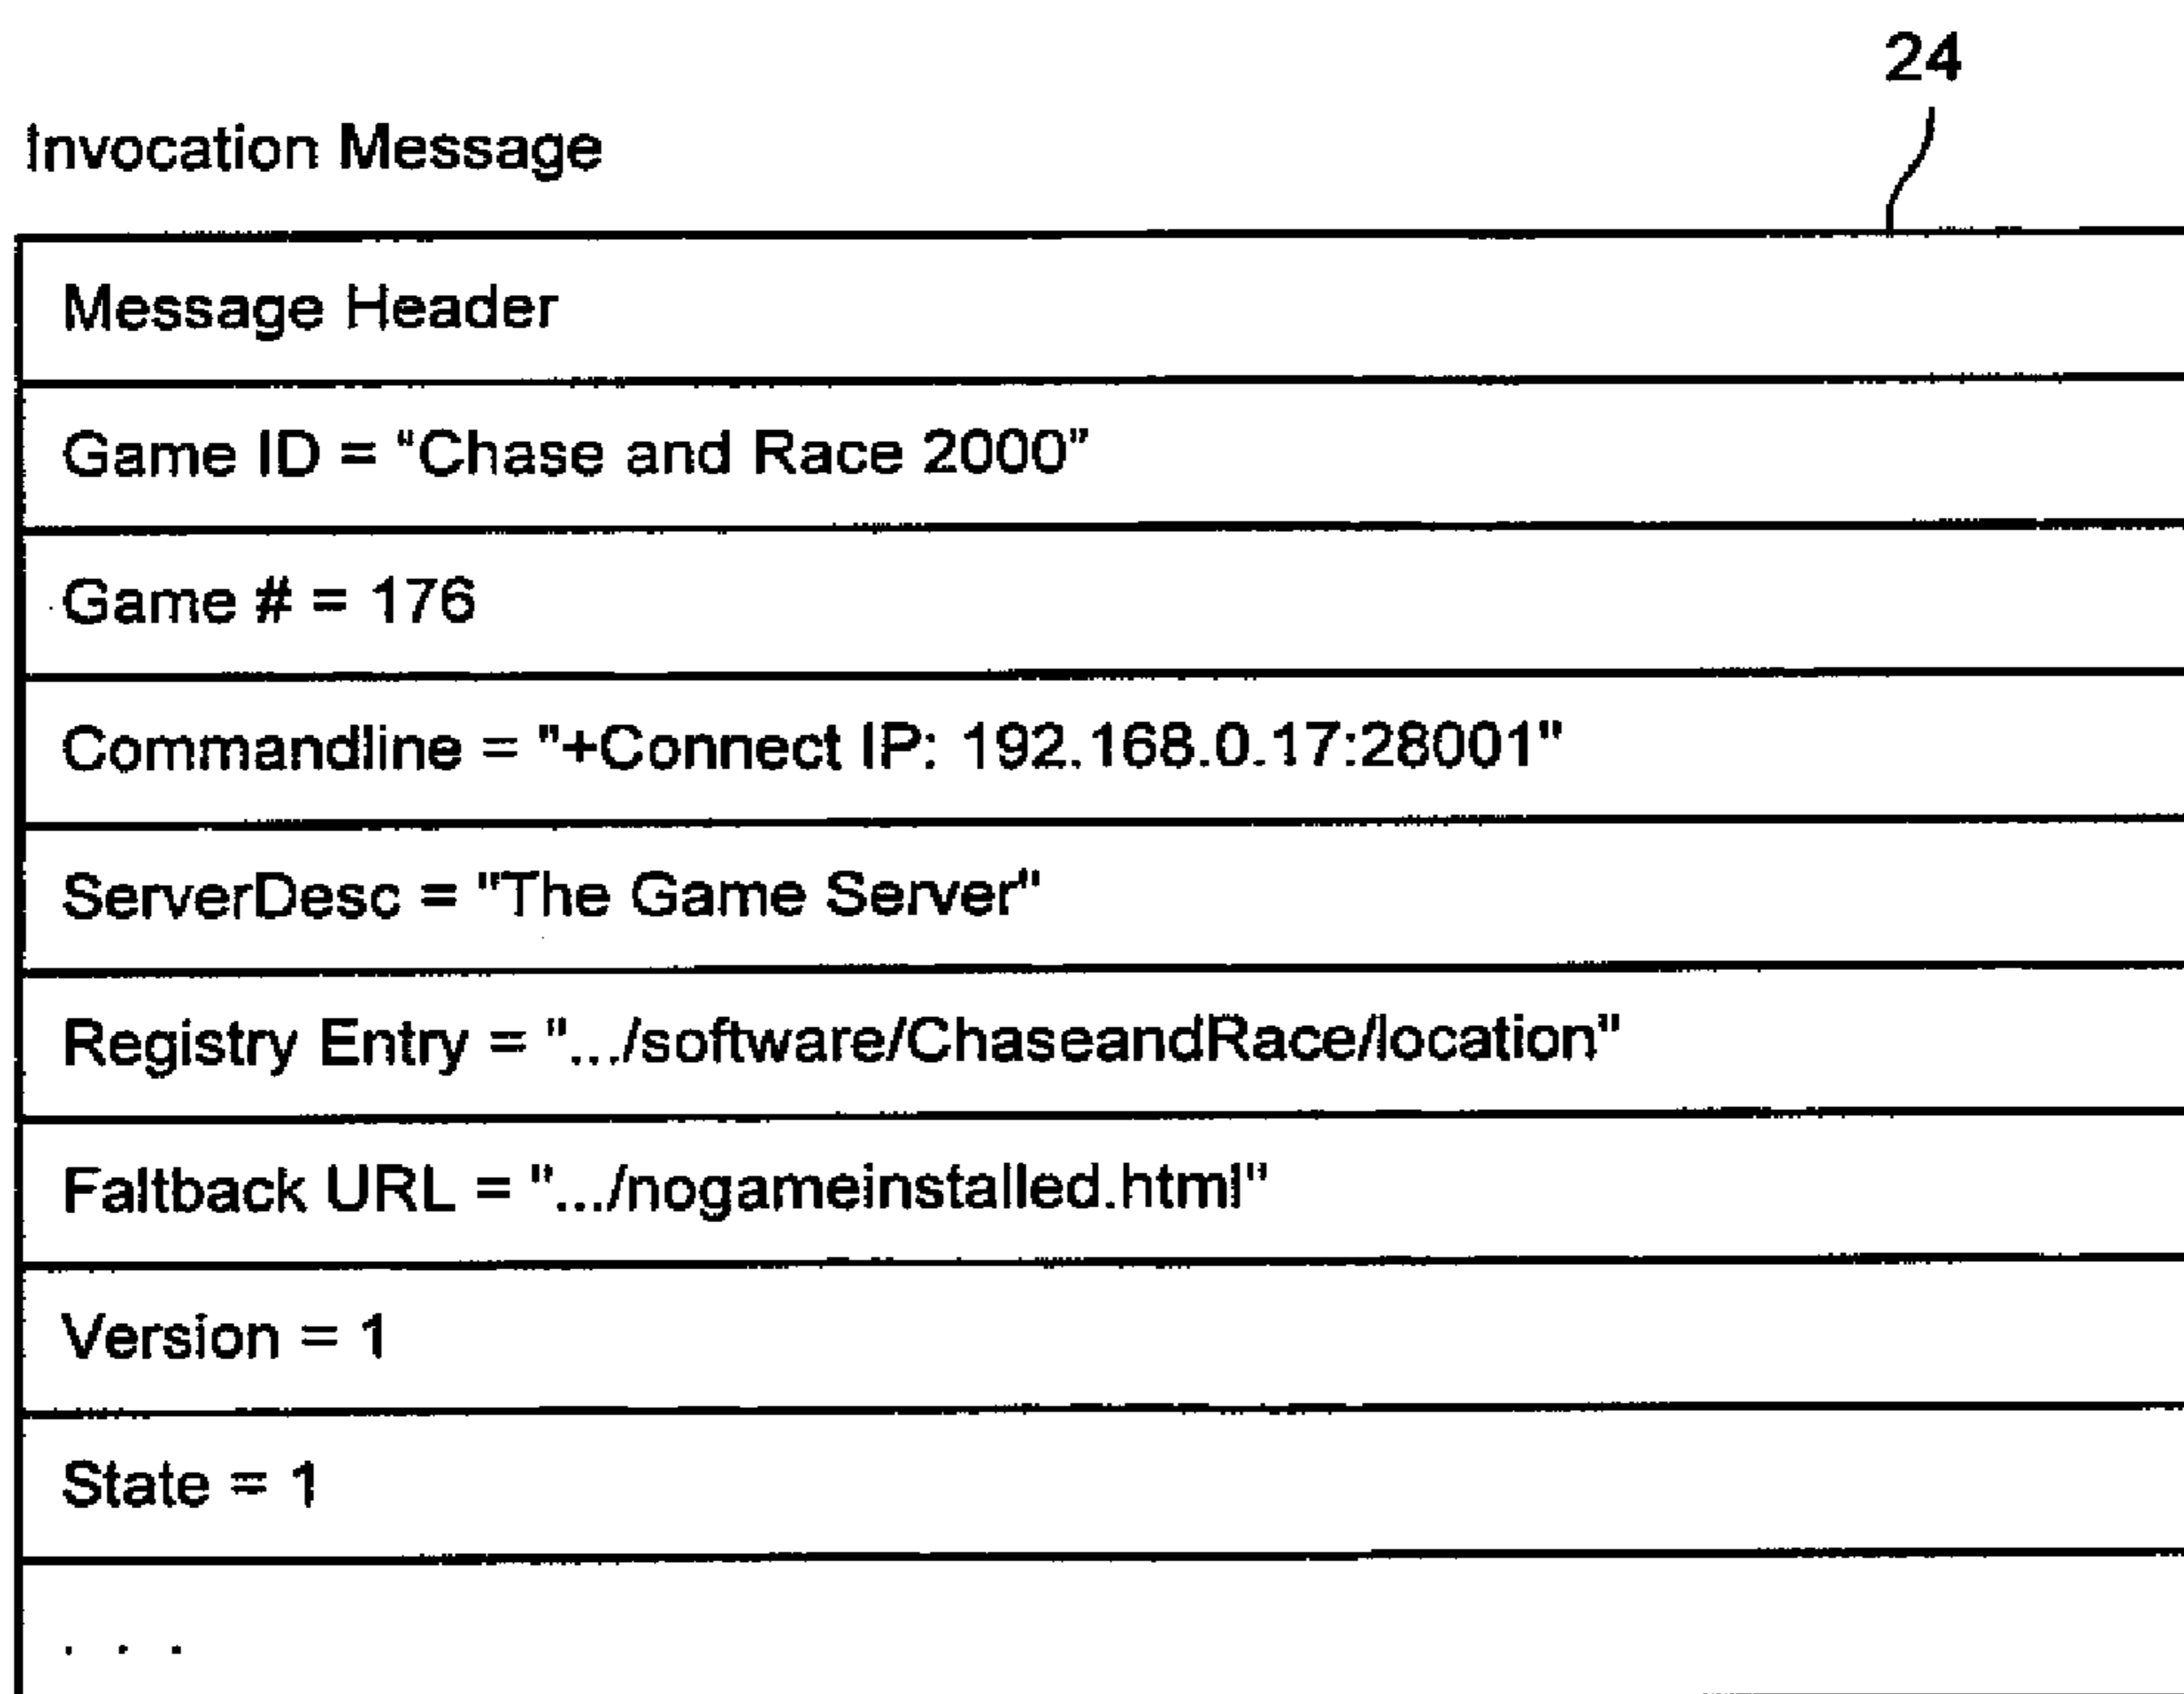 24
Invocation Message
Message Header
Game ID = “Chase and Race 2000”
Game # = 176
Commandline = "+Connect IP: 192.168.0.17:28001"
ServerDesc = "The Game Server"
Registry Entry = ".../software/ChaseandRace/location"
Faltback URL = ".../nogameinstalled.html"
Version = 1
State = 1
. . .